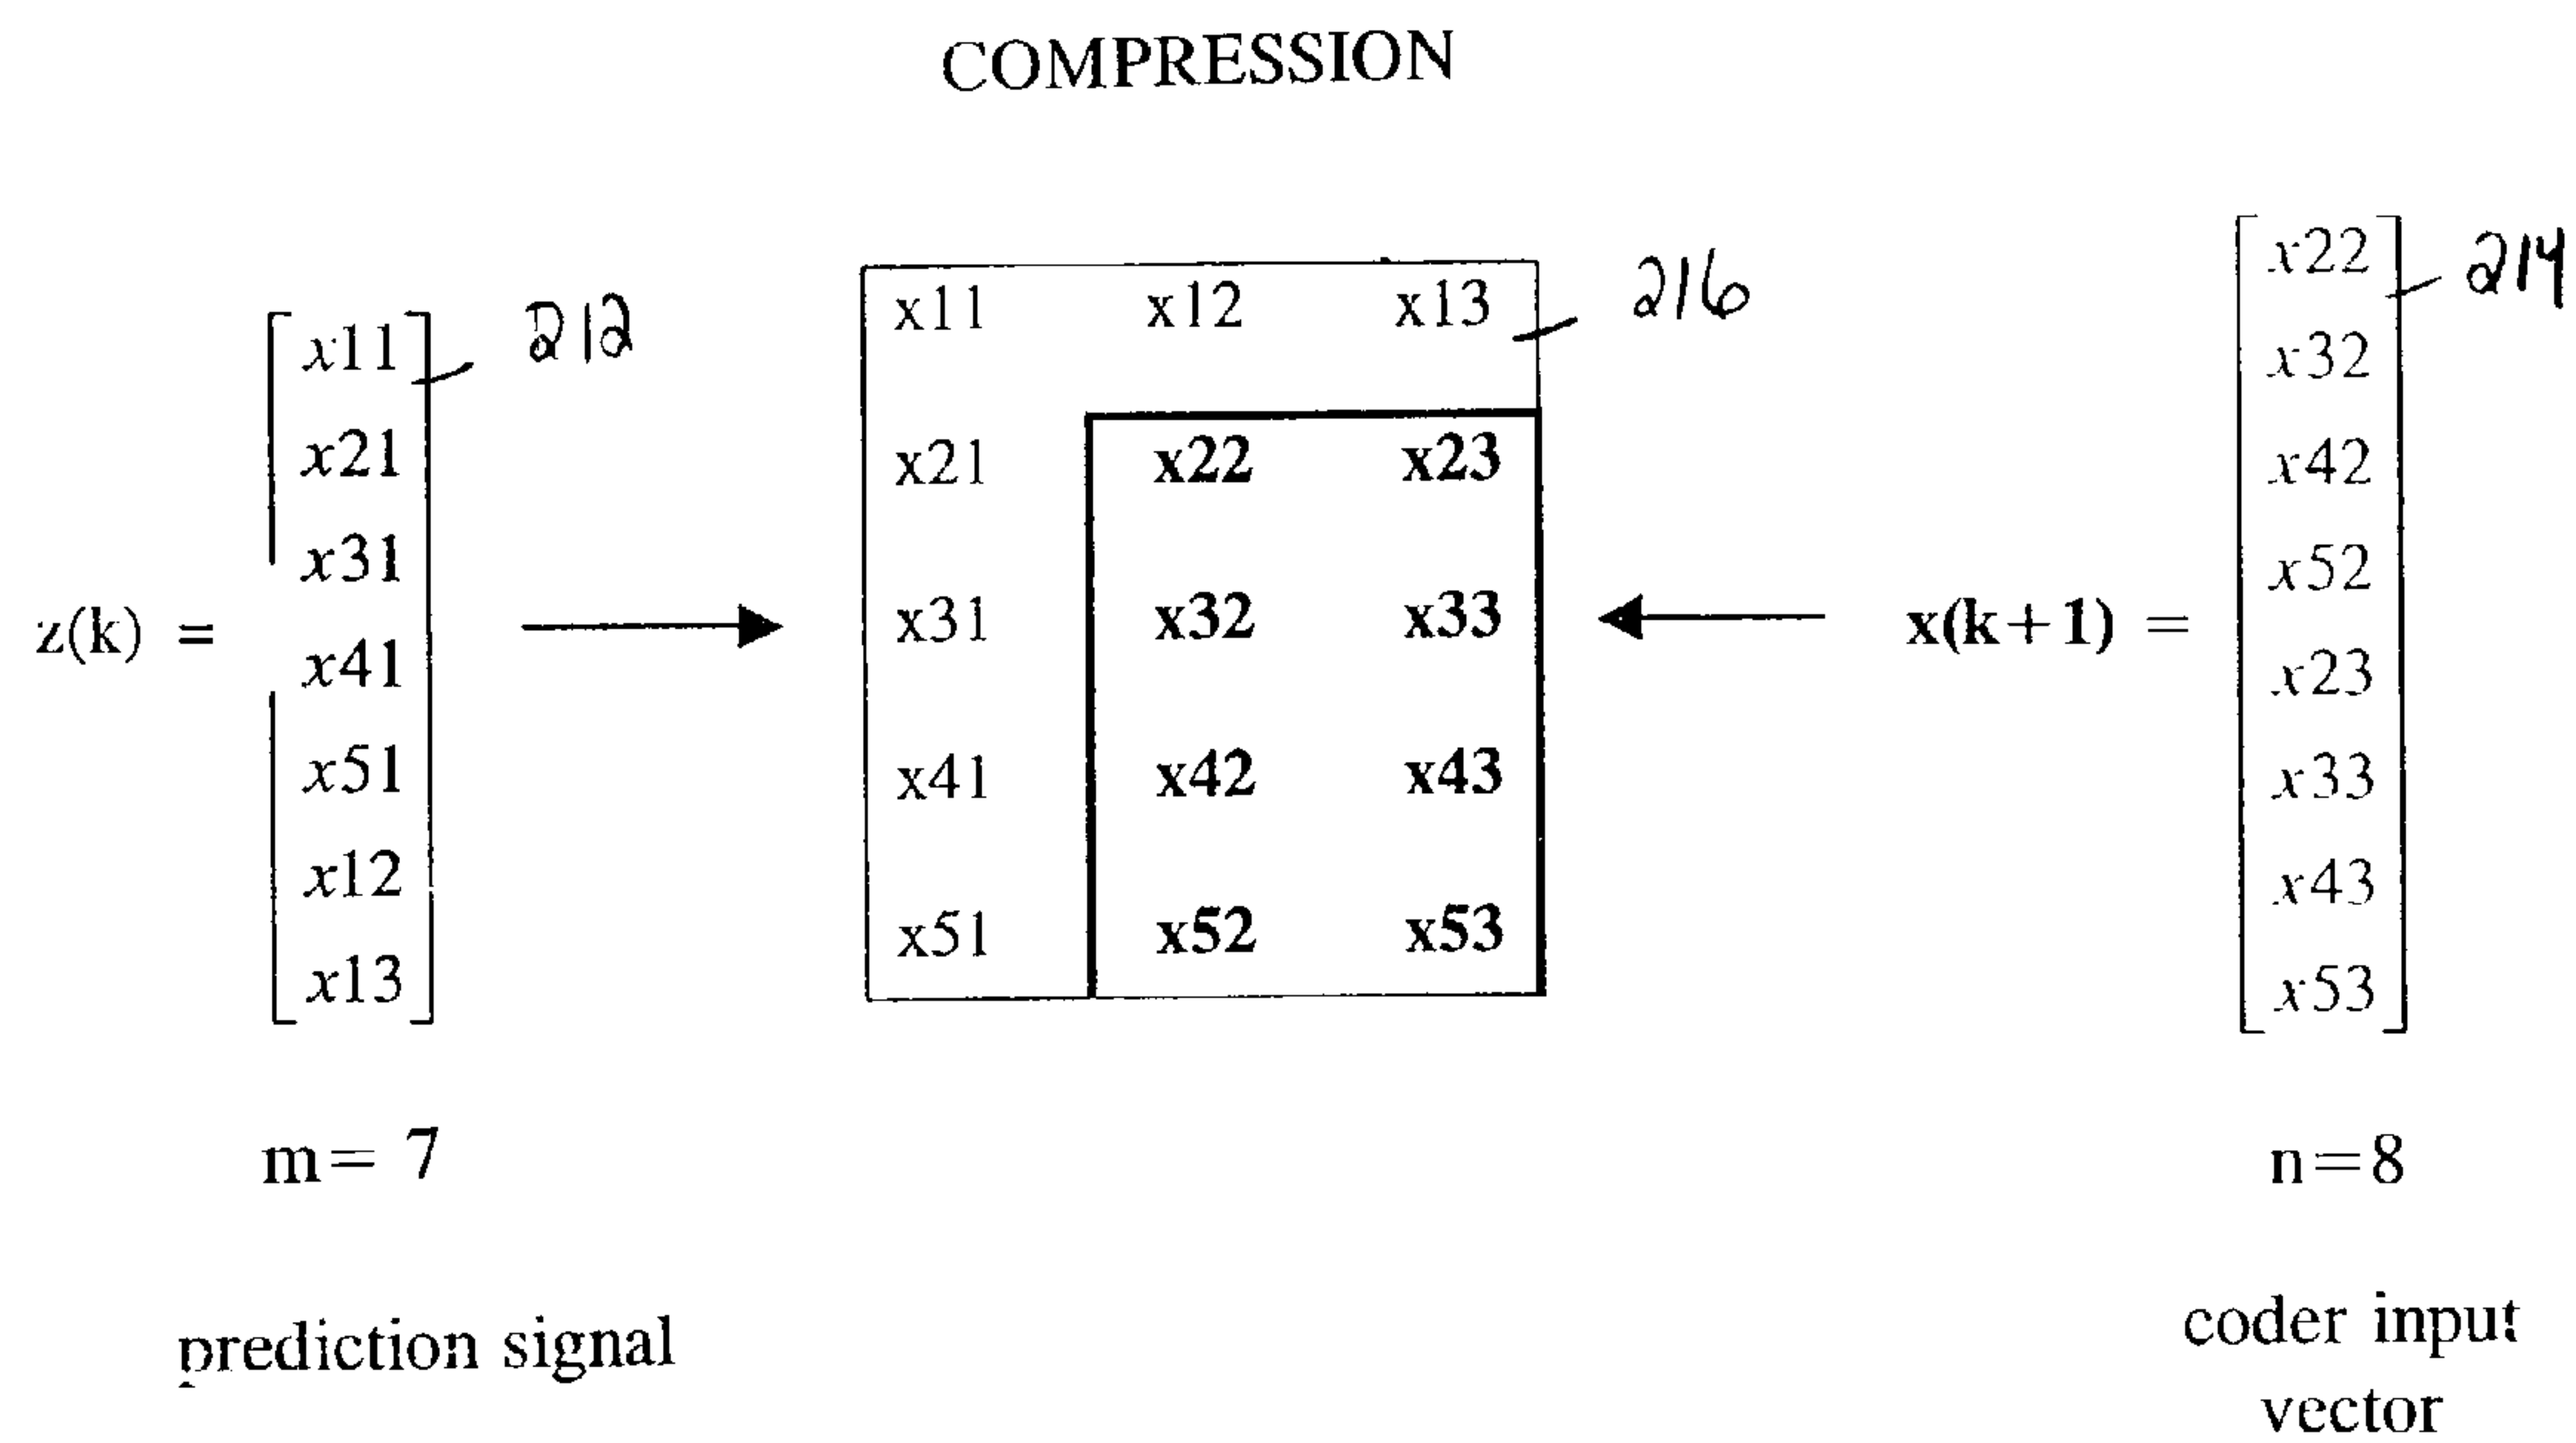 COMPRESSION
z(k) =
x11
x21
x31
x41
x51
x12
x13
212
m= 7
prediction signal
x11 x12 x13
x21 x22 x23
x31 x32 x33
x41 x42 x43
x51 x52 x53
216
x(k+1) =
x22
x32
x42
x52
x23
x33
x43
x53
214
n=8
coder input
vector